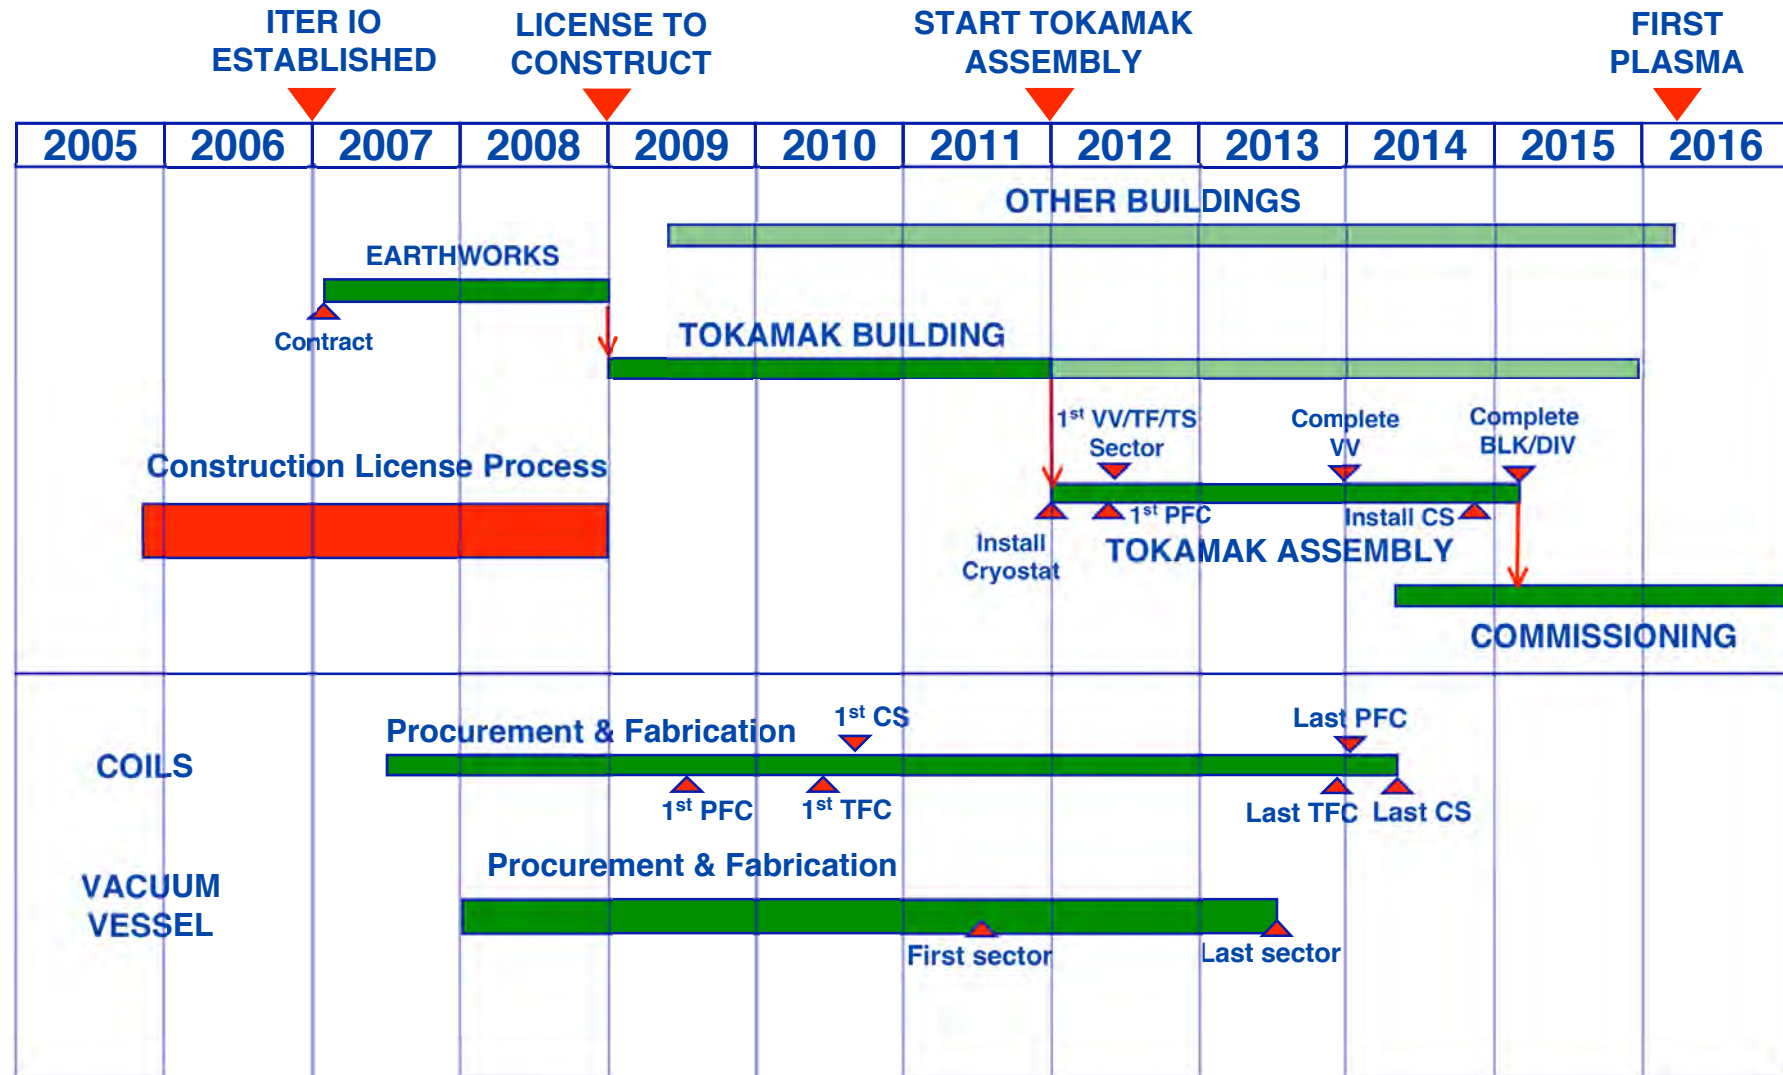 ITER IO
ESTABLISHED
LICENSE TO
CONSTRUCT
START TOKAMAK
ASSEMBLY
FIRST
PLASMA
2005 2006 2007 2008 2009 2010 2011 2012 2013 2014 2015 2016
OTHER BUILDINGS
EARTHWORKS
Contract
TOKAMAK BUILDING
1st VV/TF/TS
Sector
Complete
VV
Complete
BLK/DIV
Construction License Process
1st PFC
Install CS
Install
Cryostat
TOKAMAK ASSEMBLY
COMMISSIONING
COILS
Procurement & Fabrication
1st CS
Last PFC
1st PFC
1st TFC
Last TFC
Last CS
VACUUM
VESSEL
Procurement & Fabrication
First sector
Last sector